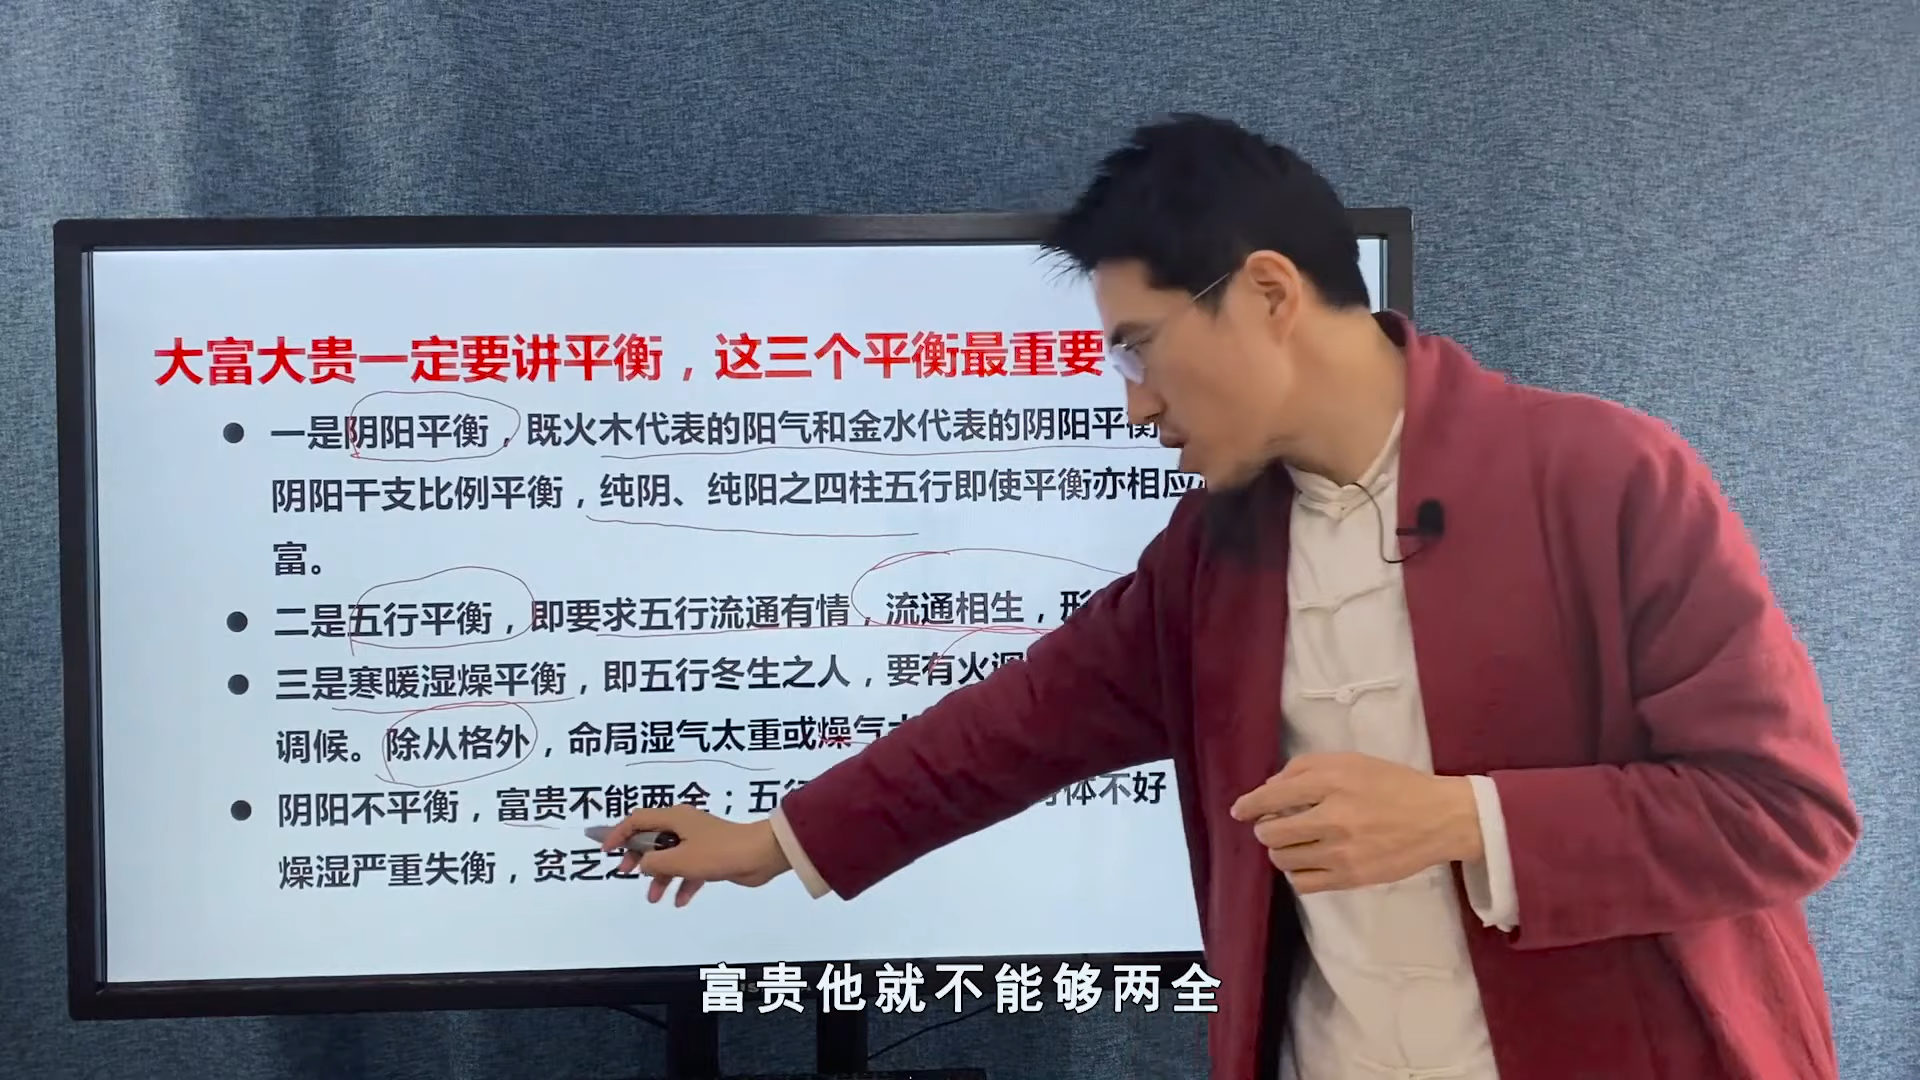 大富大贵一定要讲平衡，这三个平衡最重要
● 一是阴阳平衡，既火木代表的阳气和金水代表的阴阳平衡
阴阳干支比例平衡，纯阴、纯阳之四柱五行即使平衡亦相应
富。
● 二是五行平衡，即要求五行流通有情，流通相生，形
● 三是寒暖湿燥平衡，即五行冬生之人，要有火调
调候。除从格外，命局湿气太重或燥气太
● 阴阳不平衡，富贵不能两全；五行 身体不好
燥湿严重失衡，贫乏之
富贵他就不能够两全